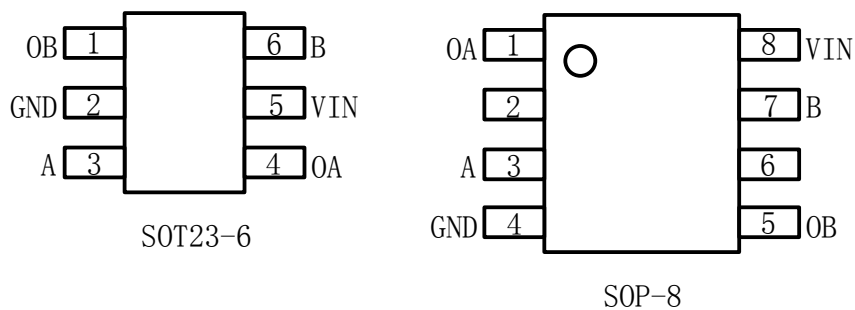 OB 1 6 B
GND 2 5 VIN
A 3 4 OA
SOT23-6
OA 1 8 VIN
2 7 B
A 3 6
GND 4 5 OB
SOP-8